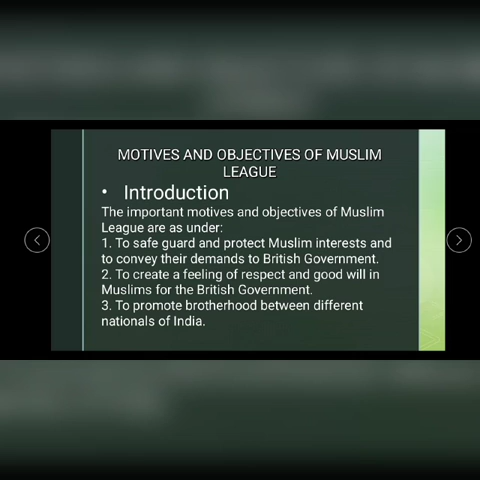 MOTIVES AND OBJECTIVES OF MUSLIM
LEAGUE
• Introduction
The important motives and objectives of Muslim
League are as under:
1. To safe guard and protect Muslim interests and
to convey their demands to British Government.
2. To create a feeling of respect and good will in
Muslims for the British Government.
3. To promote brotherhood between different
nationals of India.